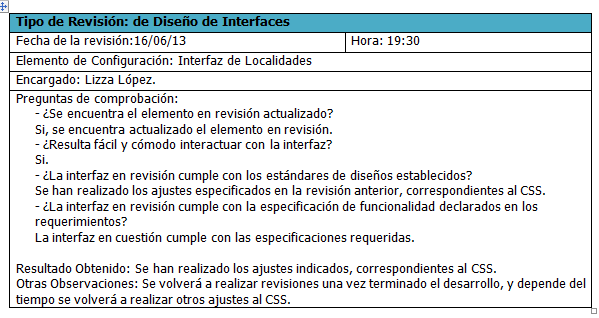 Tipo de Revisión: de Diseño de Interfaces
Fecha de la revisión:16/06/13
Hora: 19:30
Elemento de Configuración: Interfaz de Localidades
Encargado: Lizza López.
Preguntas de comprobación:
- ¿Se encuentra el elemento en revisión actualizado?
Si, se encuentra actualizado el elemento en revisión.
- ¿Resulta fácil y cómodo interactuar con la interfaz?
Si.
- ¿La interfaz en revisión cumple con los estándares de diseños establecidos?
Se han realizado los ajustes especificados en la revisión anterior, correspondientes al CSS.
- ¿La interfaz en revisión cumple con la especificación de funcionalidad declarados en los
requerimientos?
La interfaz en cuestión cumple con las especificaciones requeridas.
Resultado Obtenido: Se han realizado los ajustes indicados, correspondientes al CSS.
Otras Observaciones: Se volverá a realizar revisiones una vez terminado el desarrollo, y depende del
tiempo se volverá a realizar otros ajustes al CSS.